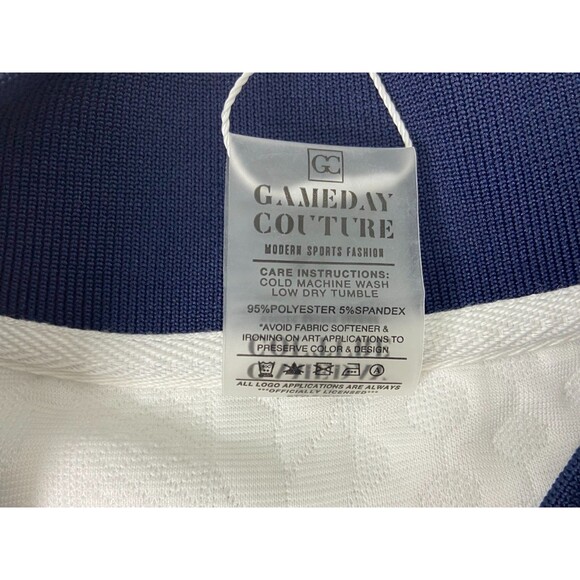 GC
GAMEDAY
COUTURE
MODERN SPORTS FASHION
CARE INSTRUCTIONS:
COLD MACHINE WASH
LOW DRY TUMBLE
95%POLYESTER 5%SPANDEX
*AVOID FABRIC SOFTENER &
IRONING ON ART APPLICATIONS TO
PRESERVE COLOR & DESIGN
ALL LOGO APPLICATIONS ARE ALWAYS
***OFFICIALLY LICENSED***